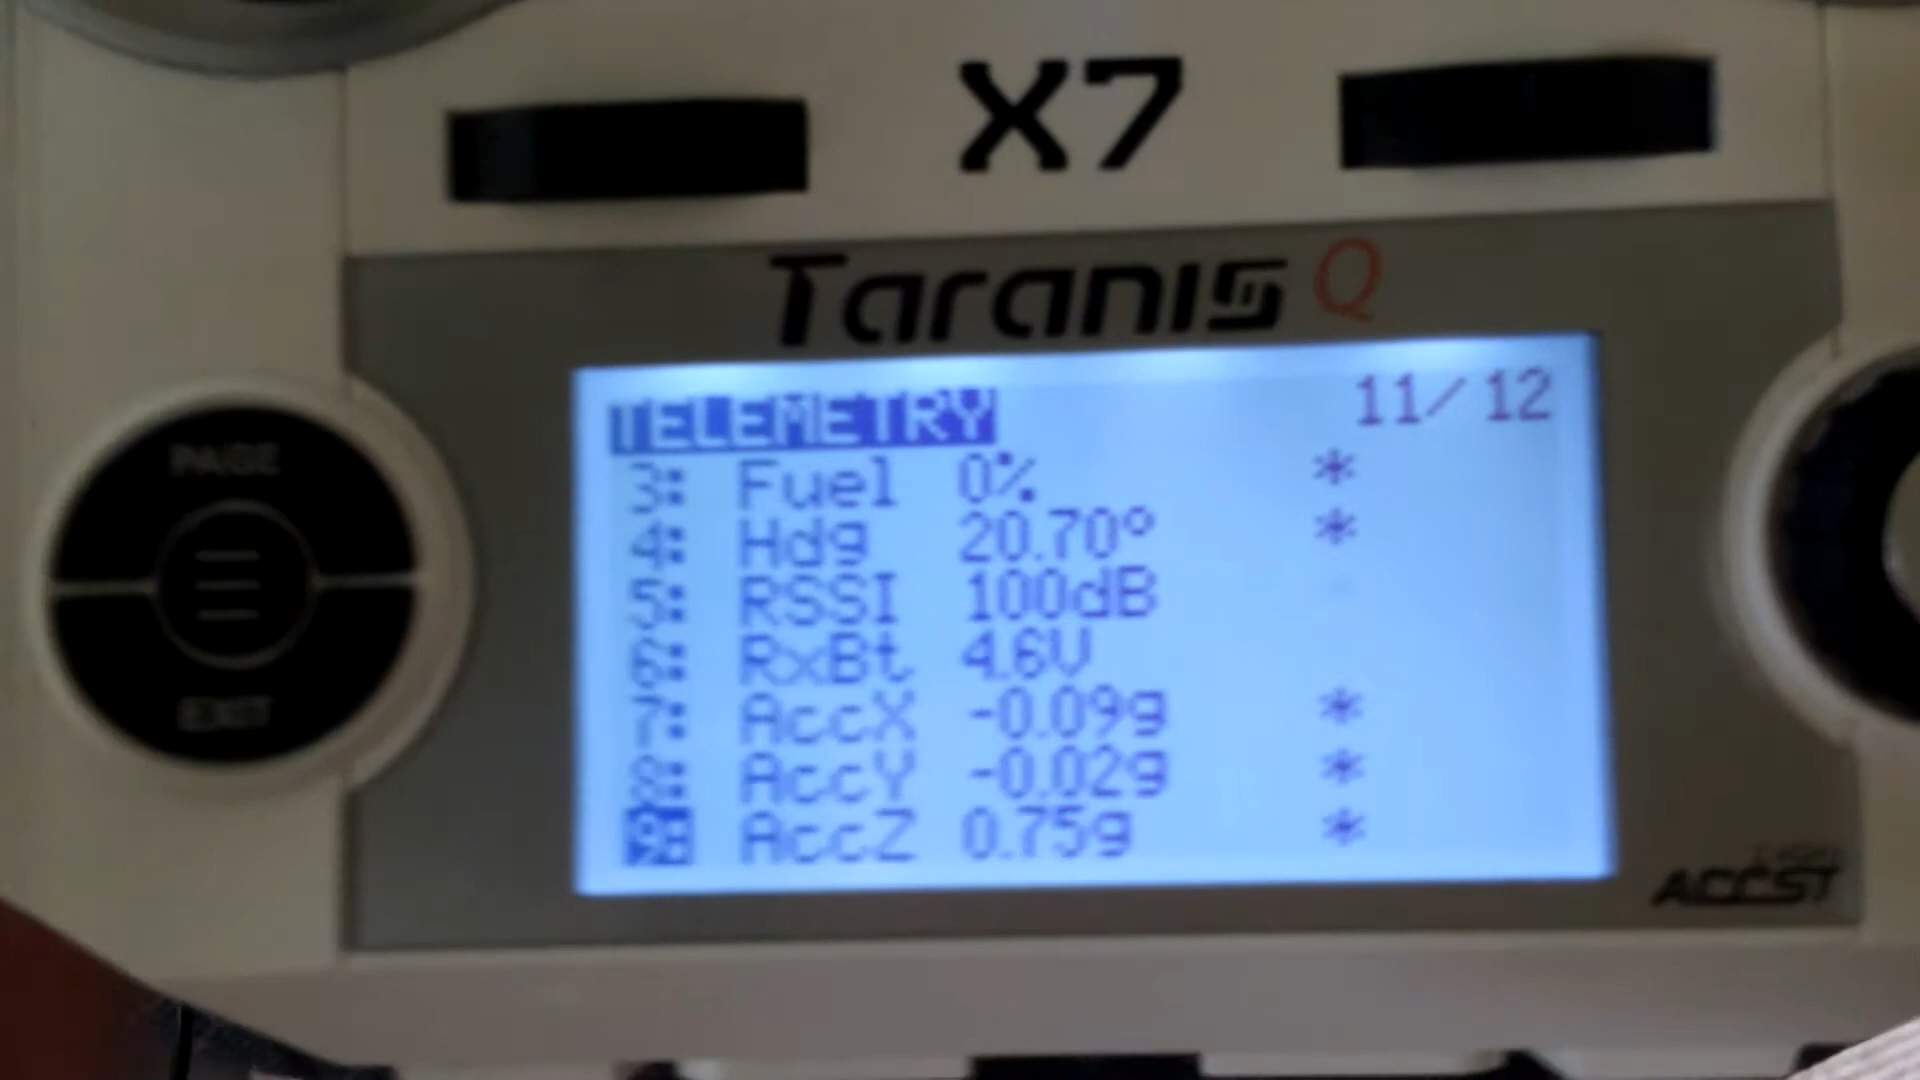 X7
Taranis Q
TELEMETRY 11/12
3: Fuel 0% *
4: Hdg 20.70° *
5: RSSI 100dB
6: RxBt 4.6V
7: AccX -0.09g *
8: AccY -0.02g *
9: AccZ 0.75g *
PAGE
EXIT
ACCST